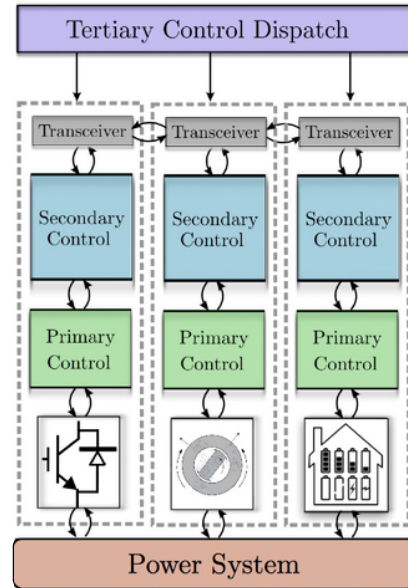 Tertiary Control Dispatch
Transceiver
Transceiver
Transceiver
Secondary
Control
Secondary
Control
Secondary
Control
Primary
Control
Primary
Control
Primary
Control
Power System